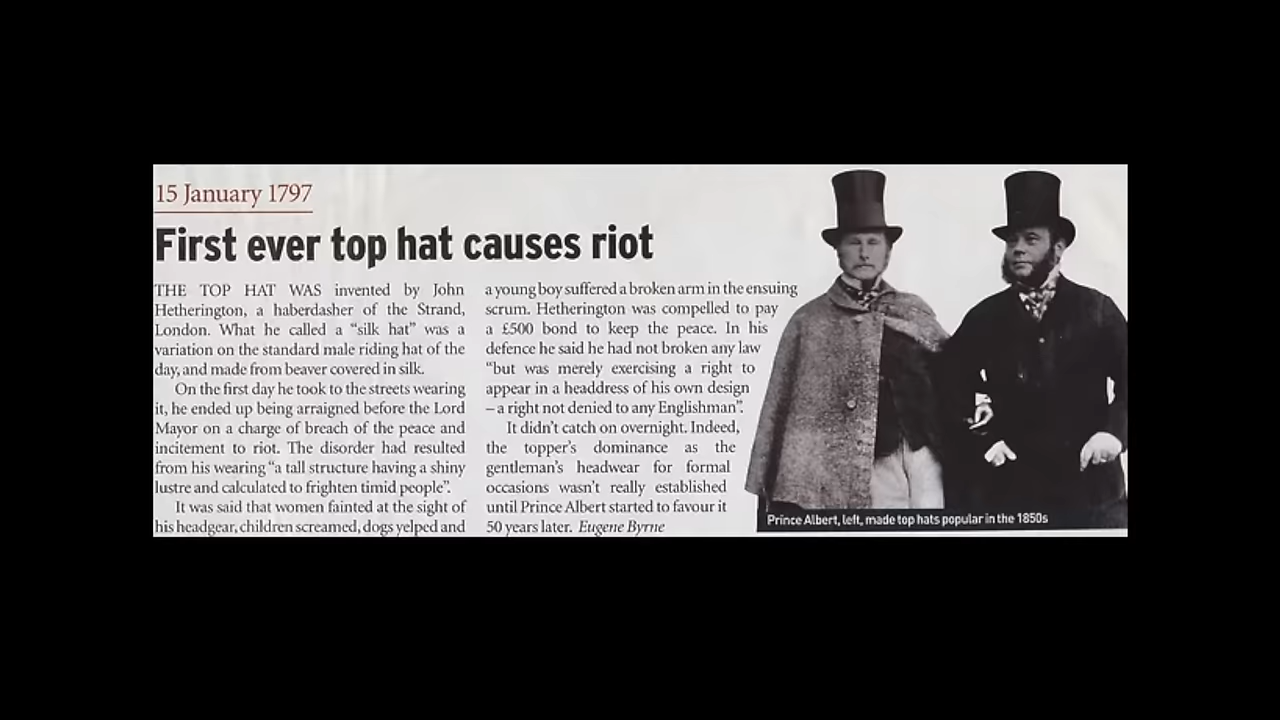 15 January 1797
First ever top hat causes riot
THE TOP HAT WAS invented by John
Hetherington, a haberdasher of the Strand,
London. What he called a “silk hat” was a
variation on the standard male riding hat of the
day, and made from beaver covered in silk.
On the first day he took to the streets wearing
it, he ended up being arraigned before the Lord
Mayor on a charge of breach of the peace and
incitement to riot. The disorder had resulted
from his wearing “a tall structure having a shiny
lustre and calculated to frighten timid people”.
It was said that women fainted at the sight of
his headgear, children screamed, dogs yelped and
a young boy suffered a broken arm in the ensuing
scrum. Hetherington was compelled to pay
a £500 bond to keep the peace. In his
defence he said he had not broken any law
“but was merely exercising a right to
appear in a headdress of his own design
– a right not denied to any Englishman”.
It didn’t catch on overnight. Indeed,
the topper’s dominance as the
gentleman’s headwear for formal
occasions wasn’t really established
until Prince Albert started to favour it
50 years later. Eugene Byrne
Prince Albert, left, made top hats popular in the 1850s